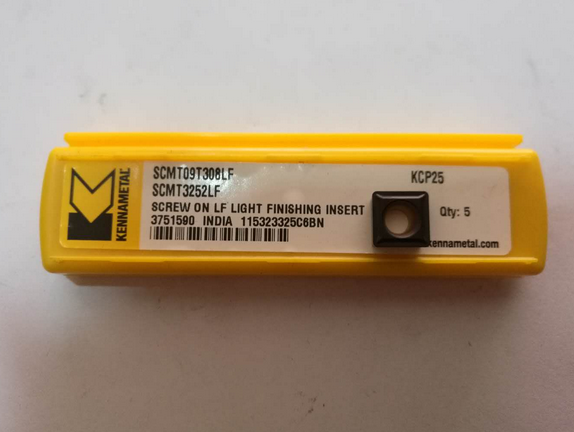 KENNAMETAL
SCMT09T308LF
SCMT3252LF
SCREW ON LF LIGHT FINISHING INSERT
3751590 INDIA 115323325C6BN
KCP25
Qty: 5
kennametal.com